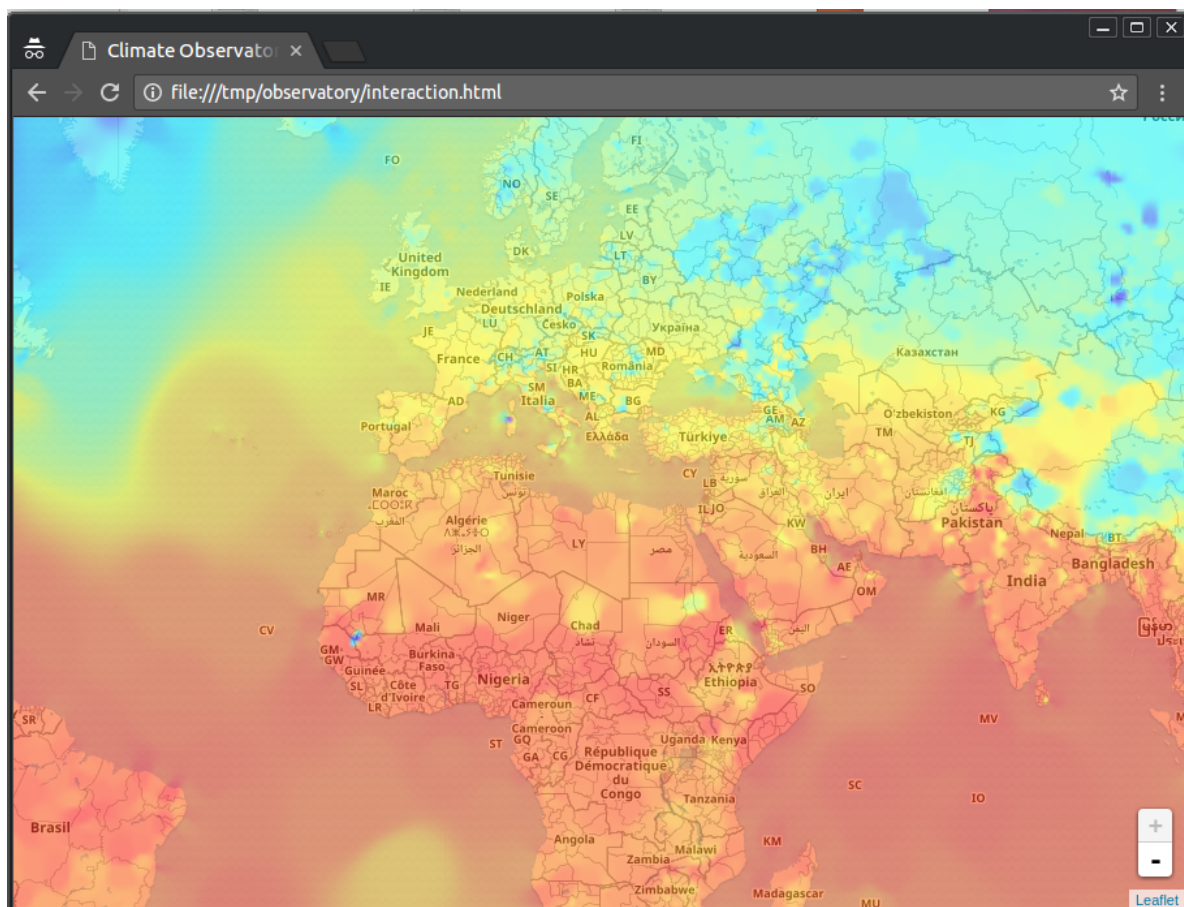 Climate Observato
file:///tmp/observatory/interaction.html
FO
FI
NO
SE
EE
LV
DK
LT
United
Kingdom
BY
IE
Nederland
Polska
Deutschland
LU
Česko
Україна
JE
SK
France
CH
AT
HU
MD
Казахстан
SI
HR
România
BA
SM
ME
AD
Italia
BG
AL
GE
O'zbekiston
KG
Portugal
AM
AZ
Ελλάδα
Türkiye
TM
TJ
Tunisie
تونس
CY
LB
سوريا
العراق
ایران
افغانستان
Maroc
المغرب
IL
JO
پاکستان
Pakistan
Algérie
الجزائر
KW
Nepal
BT
LY
مصر
السعودية
BH
Bangladesh
AE
India
OM
MR
Niger
CV
Mali
Chad
تشاد
السودان
ER
اليمن
GM
GW
Burkina
Faso
Guinée
Nigeria
ኢትዮጵያ
Ethiopia
SL
Côte
d'Ivoire
TG
CF
SS
SO
LR
Cameroun
SR
MV
Cameroon
ST
GQ
Uganda
Kenya
GA
CG
République
Démocratique
du
Congo
SC
IO
Tanzania
Brasil
Angola
KM
Malawi
Zambia
Zimbabwe
Madagascar
MU
+
-
Leaflet